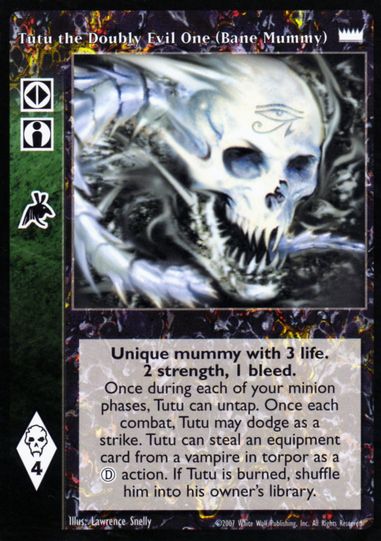 Tutu the Doubly Evil One (Bane Mummy)
Unique mummy with 3 life.
2 strength, 1 bleed.
Once during each of your minion
phases, Tutu can untap. Once each
combat, Tutu may dodge as a
strike. Tutu can steal an equipment
card from a vampire in torpor as a
Ⓓ action. If Tutu is burned, shuffle
him into his owner's library.
4
Illus: Lawrence Snelly
©2007 White Wolf Publishing, Inc. All Rights Reserved.